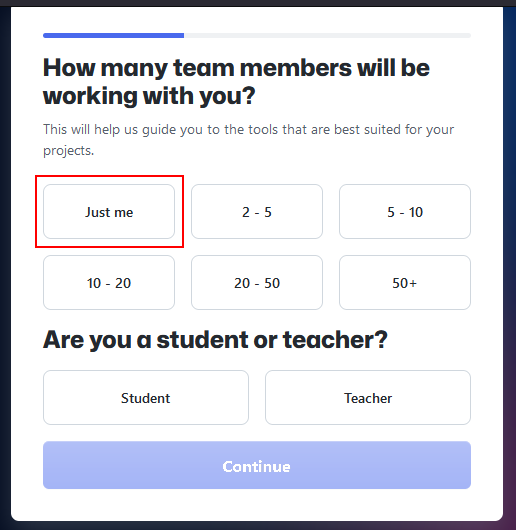 How many team members will be
working with you?
This will help us guide you to the tools that are best suited for your
projects.
Just me
2 - 5
5 - 10
10 - 20
20 - 50
50+
Are you a student or teacher?
Student
Teacher
Continue